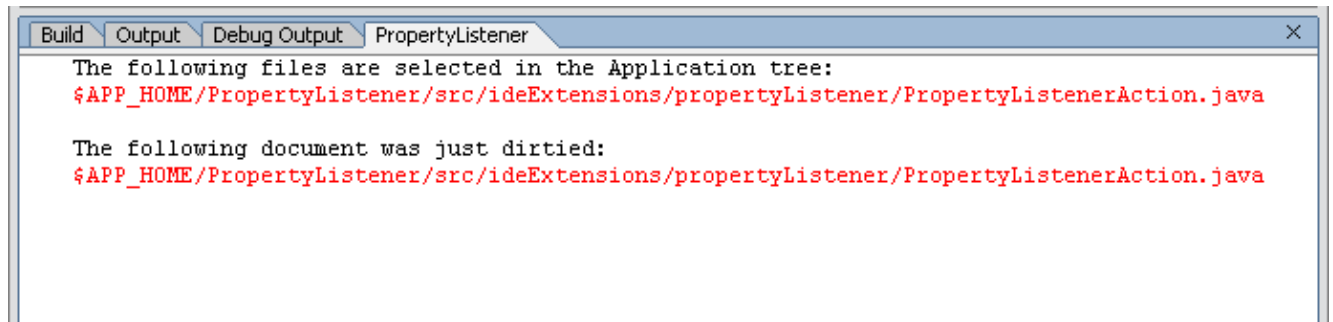 Build Output Debug Output PropertyListener
The following files are selected in the Application tree:
$APP_HOME/PropertyListener/src/ideExtensions/propertyListener/PropertyListenerAction.java
The following document was just dirtied:
$APP_HOME/PropertyListener/src/ideExtensions/propertyListener/PropertyListenerAction.java